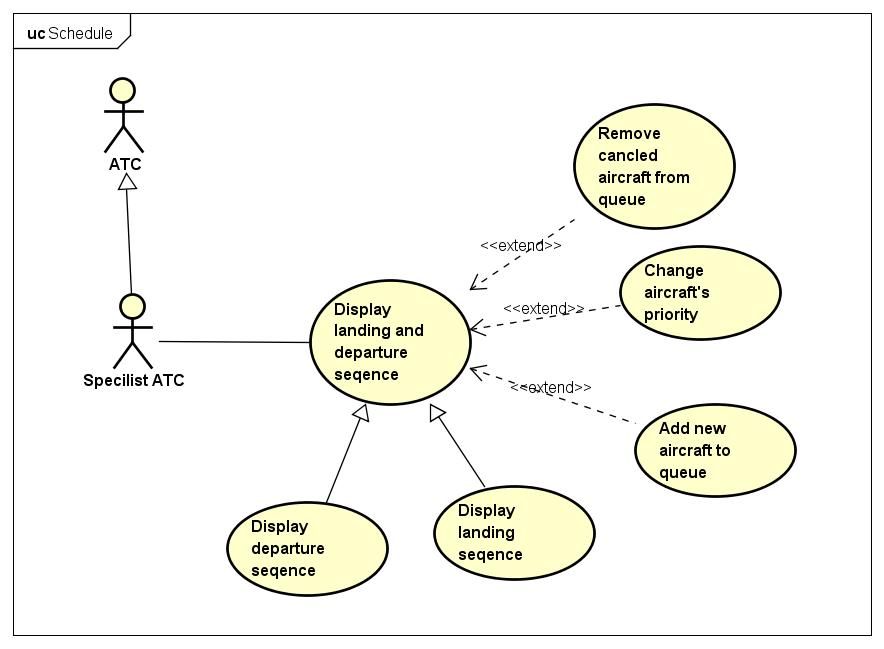 uc Schedule
ATC
Specilist ATC
Display
landing and
departure
seqence
Remove
cancled
aircraft from
queue
<<extend>>
Change
aircraft's
priority
<<extend>>
Add new
aircraft to
queue
<<extend>>
Display
departure
seqence
Display
landing
seqence